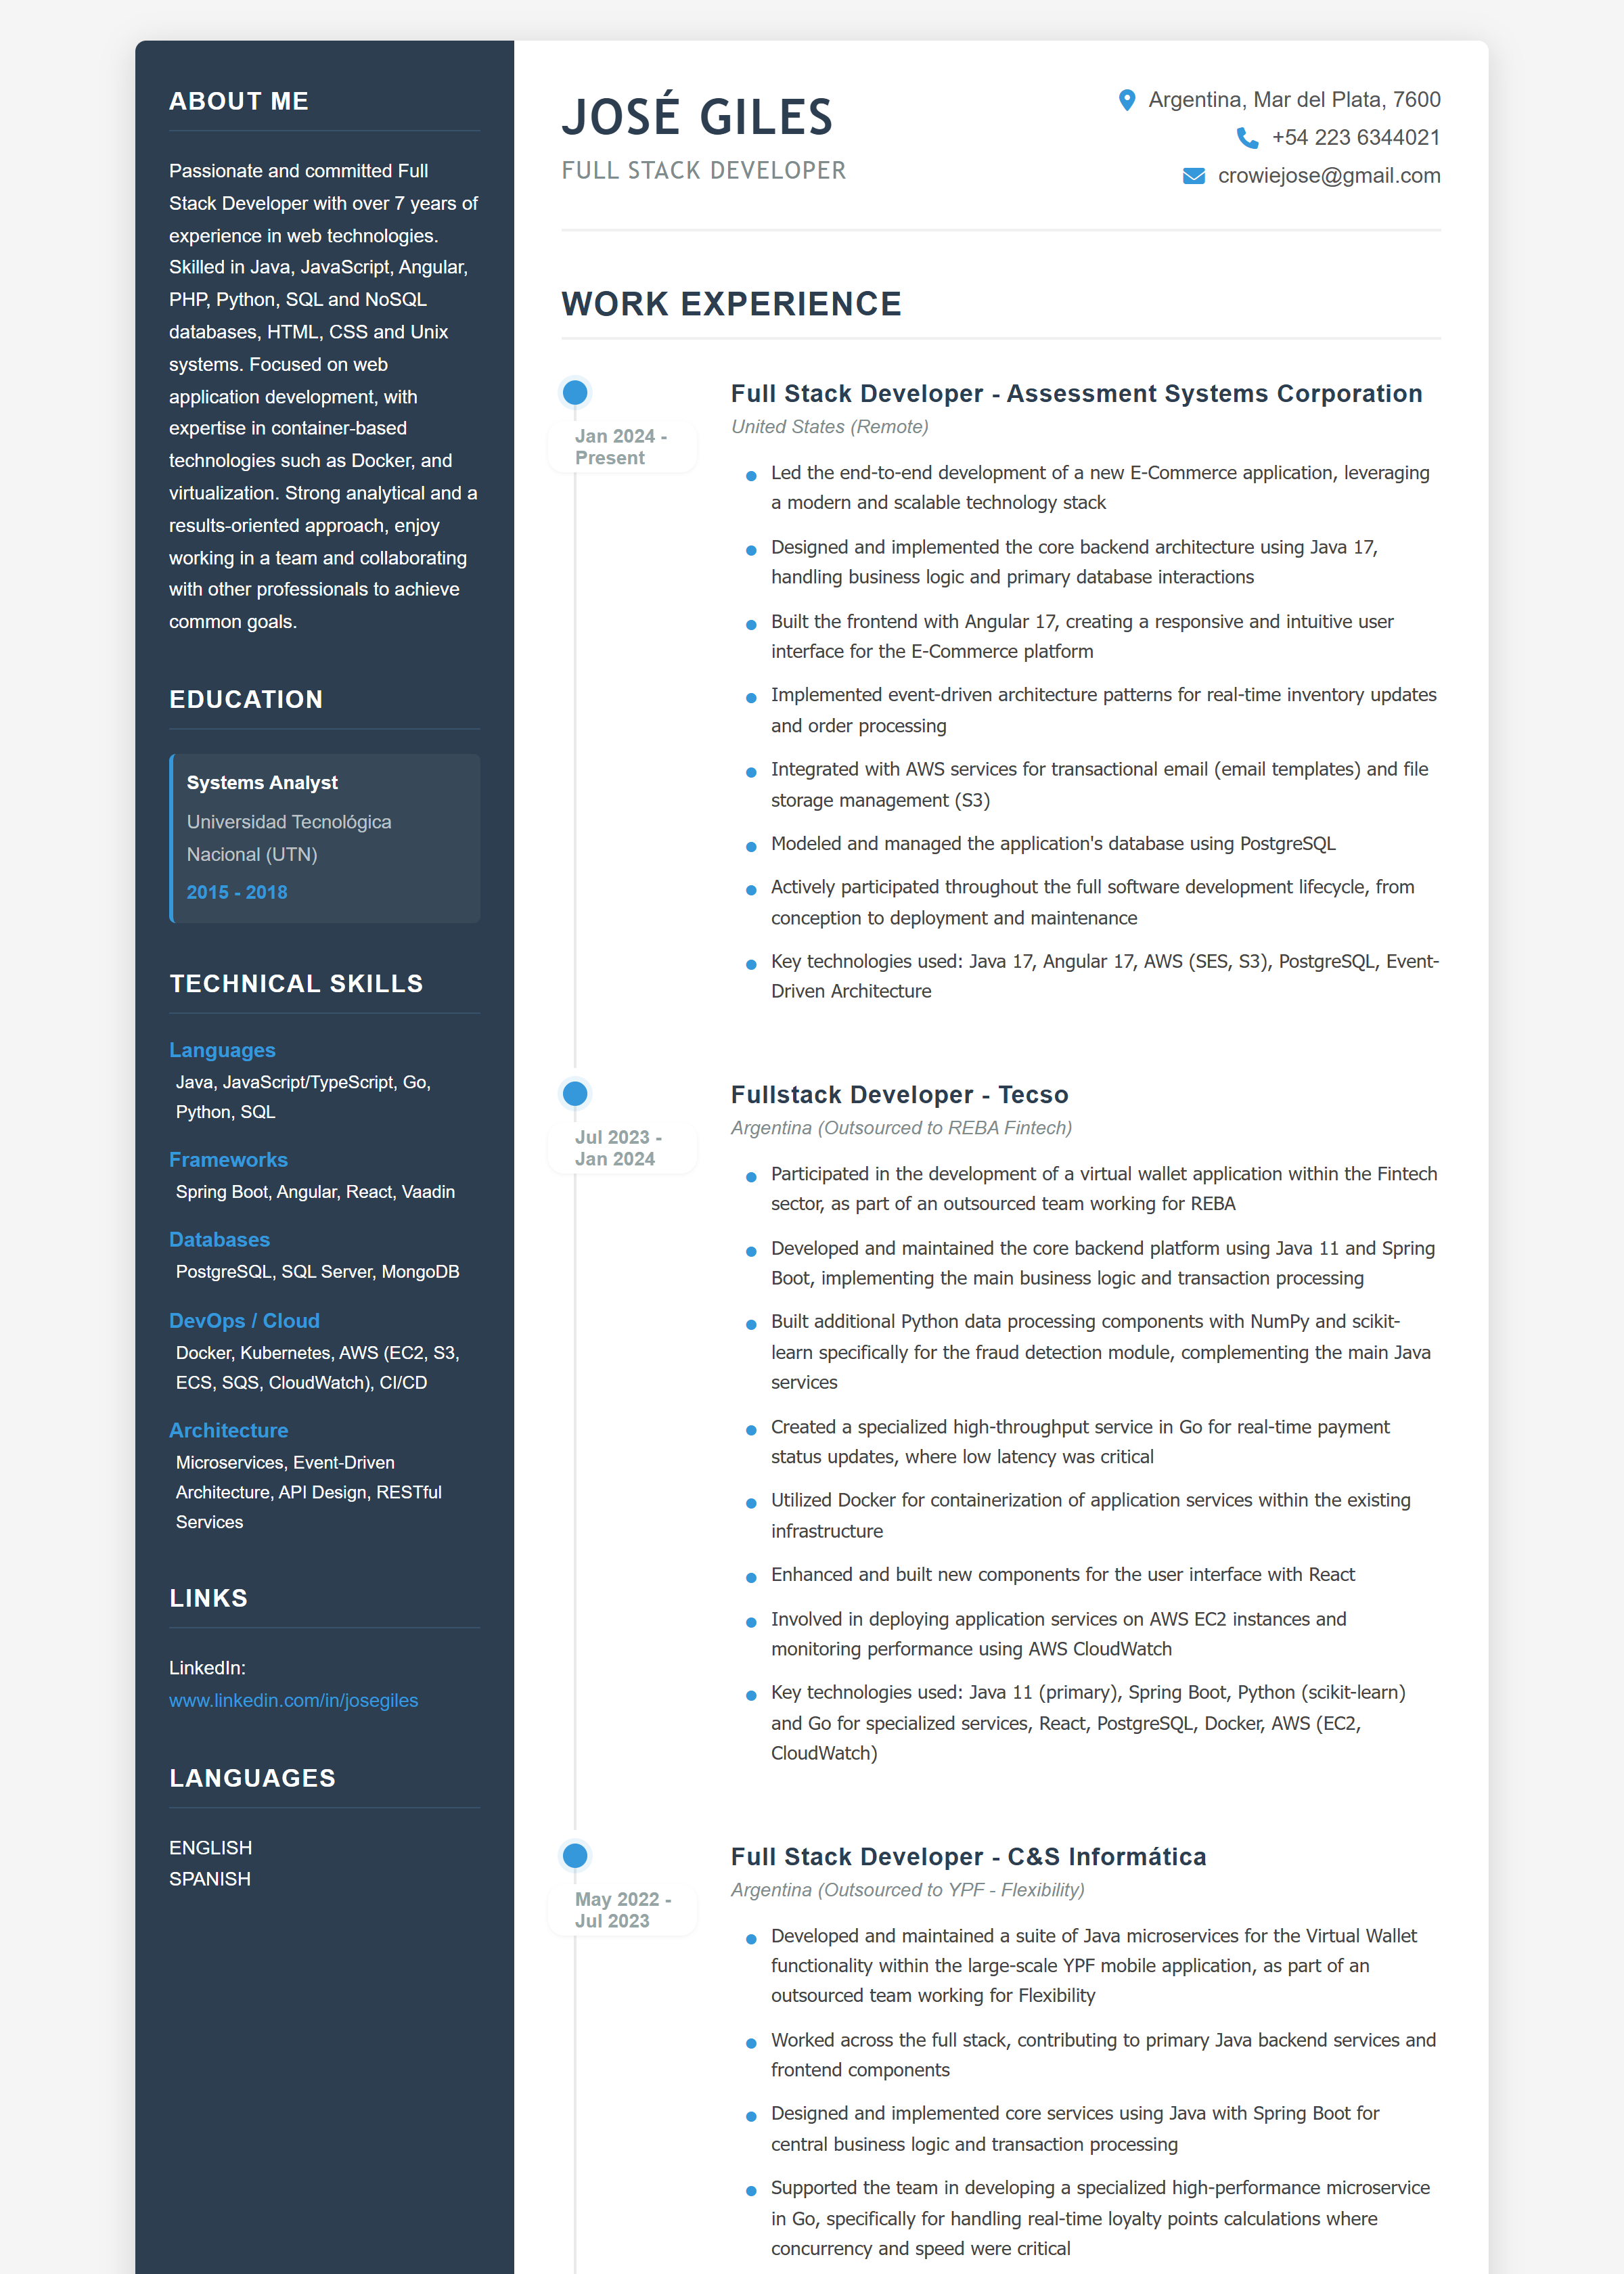 ABOUT ME
Passionate and committed Full
Stack Developer with over 7 years of
experience in web technologies.
Skilled in Java, JavaScript, Angular,
PHP, Python, SQL and NoSQL
databases, HTML, CSS and Unix
systems. Focused on web
application development, with
expertise in container-based
technologies such as Docker, and
virtualization. Strong analytical and a
results-oriented approach, enjoy
working in a team and collaborating
with other professionals to achieve
common goals.
EDUCATION
Systems Analyst
Universidad Tecnológica
Nacional (UTN)
2015 - 2018
TECHNICAL SKILLS
Languages
Java, JavaScript/TypeScript, Go,
Python, SQL
Frameworks
Spring Boot, Angular, React, Vaadin
Databases
PostgreSQL, SQL Server, MongoDB
DevOps / Cloud
Docker, Kubernetes, AWS (EC2, S3,
ECS, SQS, CloudWatch), CI/CD
Architecture
Microservices, Event-Driven
Architecture, API Design, RESTful
Services
LINKS
LinkedIn:
www.linkedin.com/in/josegiles
LANGUAGES
ENGLISH
SPANISH
JOSÉ GILES
FULL STACK DEVELOPER
Argentina, Mar del Plata, 7600
+54 223 6344021
crowiejose@gmail.com
WORK EXPERIENCE
Jan 2024 -
Present
Full Stack Developer - Assessment Systems Corporation
United States (Remote)
Led the end-to-end development of a new E-Commerce application, leveraging
a modern and scalable technology stack
Designed and implemented the core backend architecture using Java 17,
handling business logic and primary database interactions
Built the frontend with Angular 17, creating a responsive and intuitive user
interface for the E-Commerce platform
Implemented event-driven architecture patterns for real-time inventory updates
and order processing
Integrated with AWS services for transactional email (email templates) and file
storage management (S3)
Modeled and managed the application's database using PostgreSQL
Actively participated throughout the full software development lifecycle, from
conception to deployment and maintenance
Key technologies used: Java 17, Angular 17, AWS (SES, S3), PostgreSQL, Event-
Driven Architecture
Jul 2023 -
Jan 2024
Fullstack Developer - Tecso
Argentina (Outsourced to REBA Fintech)
Participated in the development of a virtual wallet application within the Fintech
sector, as part of an outsourced team working for REBA
Developed and maintained the core backend platform using Java 11 and Spring
Boot, implementing the main business logic and transaction processing
Built additional Python data processing components with NumPy and scikit-
learn specifically for the fraud detection module, complementing the main Java
services
Created a specialized high-throughput service in Go for real-time payment
status updates, where low latency was critical
Utilized Docker for containerization of application services within the existing
infrastructure
Enhanced and built new components for the user interface with React
Involved in deploying application services on AWS EC2 instances and
monitoring performance using AWS CloudWatch
Key technologies used: Java 11 (primary), Spring Boot, Python (scikit-learn)
and Go for specialized services, React, PostgreSQL, Docker, AWS (EC2,
CloudWatch)
May 2022 -
Jul 2023
Full Stack Developer - C&S Informática
Argentina (Outsourced to YPF - Flexibility)
Developed and maintained a suite of Java microservices for the Virtual Wallet
functionality within the large-scale YPF mobile application, as part of an
outsourced team working for Flexibility
Worked across the full stack, contributing to primary Java backend services and
frontend components
Designed and implemented core services using Java with Spring Boot for
central business logic and transaction processing
Supported the team in developing a specialized high-performance microservice
in Go, specifically for handling real-time loyalty points calculations where
concurrency and speed were critical